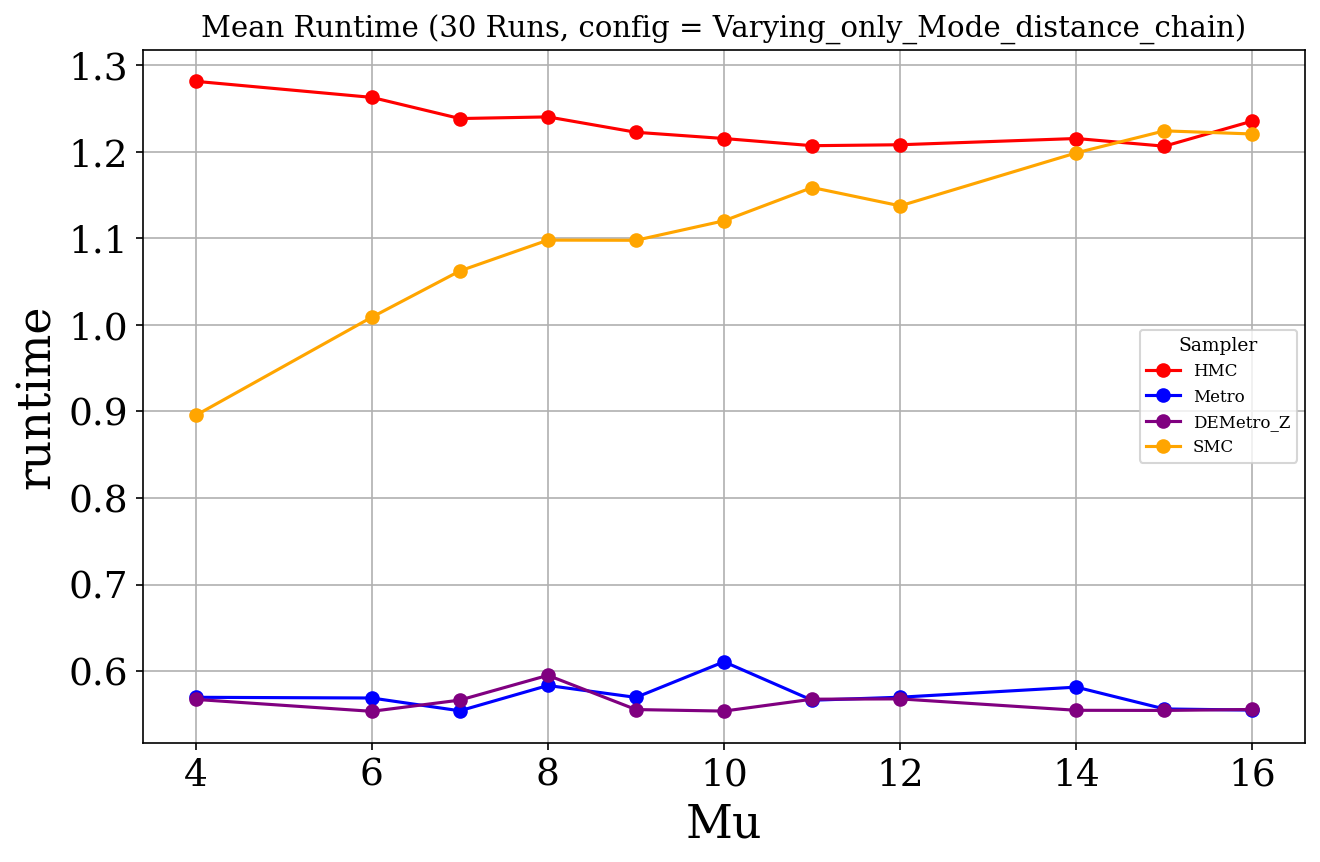 Mean Runtime (30 Runs, config = Varying_only_Mode_distance_chain)
1.3
1.2
1.1
1.0
0.9
0.8
0.7
0.6
runtime
Sampler
HMC
Metro
DEMetro_Z
SMC
4 6 8 10 12 14 16
Mu